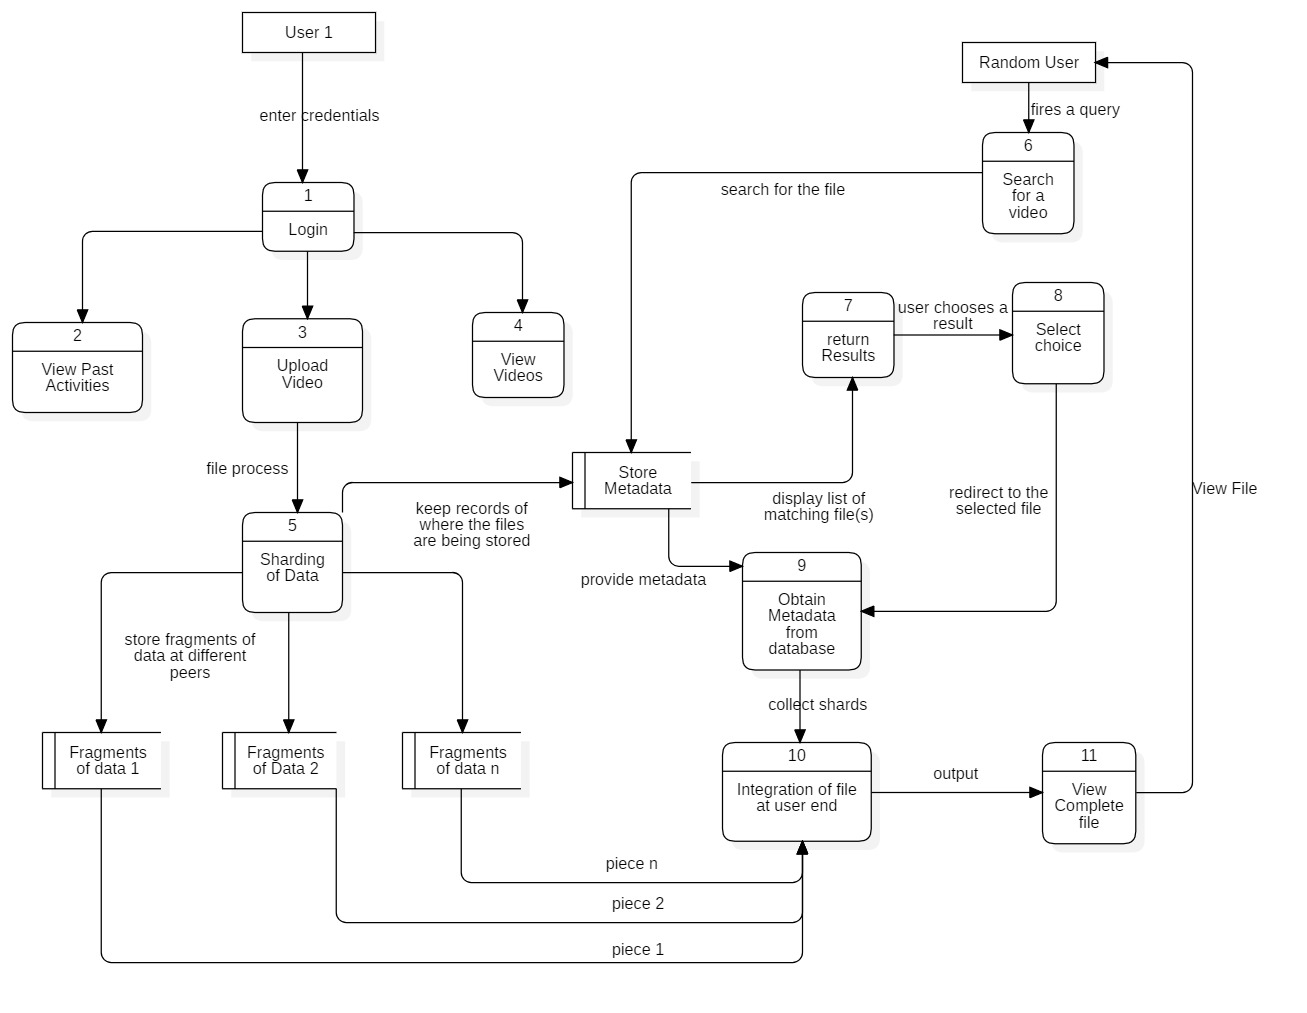 User 1
Random User
enter credentials
fires a query
6
Search
for a
video
search for the file
1
Login
7
return
Results
user chooses a
result
8
Select
choice
2
View Past
Activities
3
Upload
Video
4
View
Videos
file process
Store
Metadata
keep records of
where the files
are being stored
display list of
matching file(s)
redirect to the
selected file
View File
5
Sharding
of Data
provide metadata
9
Obtain
Metadata
from
database
store fragments of
data at different
peers
collect shards
Fragments
of data 1
Fragments
of Data 2
Fragments
of data n
10
Integration of file
at user end
output
11
View
Complete
file
piece n
piece 2
piece 1